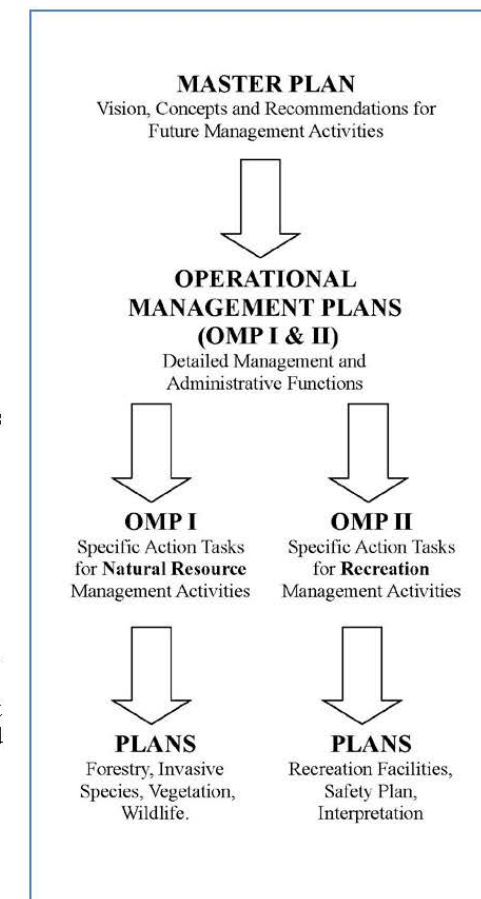 MASTER PLAN
Vision, Concepts and Recommendations for
Future Management Activities
OPERATIONAL
MANAGEMENT PLANS
(OMP I & II)
Detailed Management and
Administrative Functions
OMP I
Specific Action Tasks
for Natural Resource
Management Activities
OMP II
Specific Action Tasks
for Recreation
Management Activities
PLANS
Forestry, Invasive
Species, Vegetation,
Wildlife.
PLANS
Recreation Facilities,
Safety Plan,
Interpretation